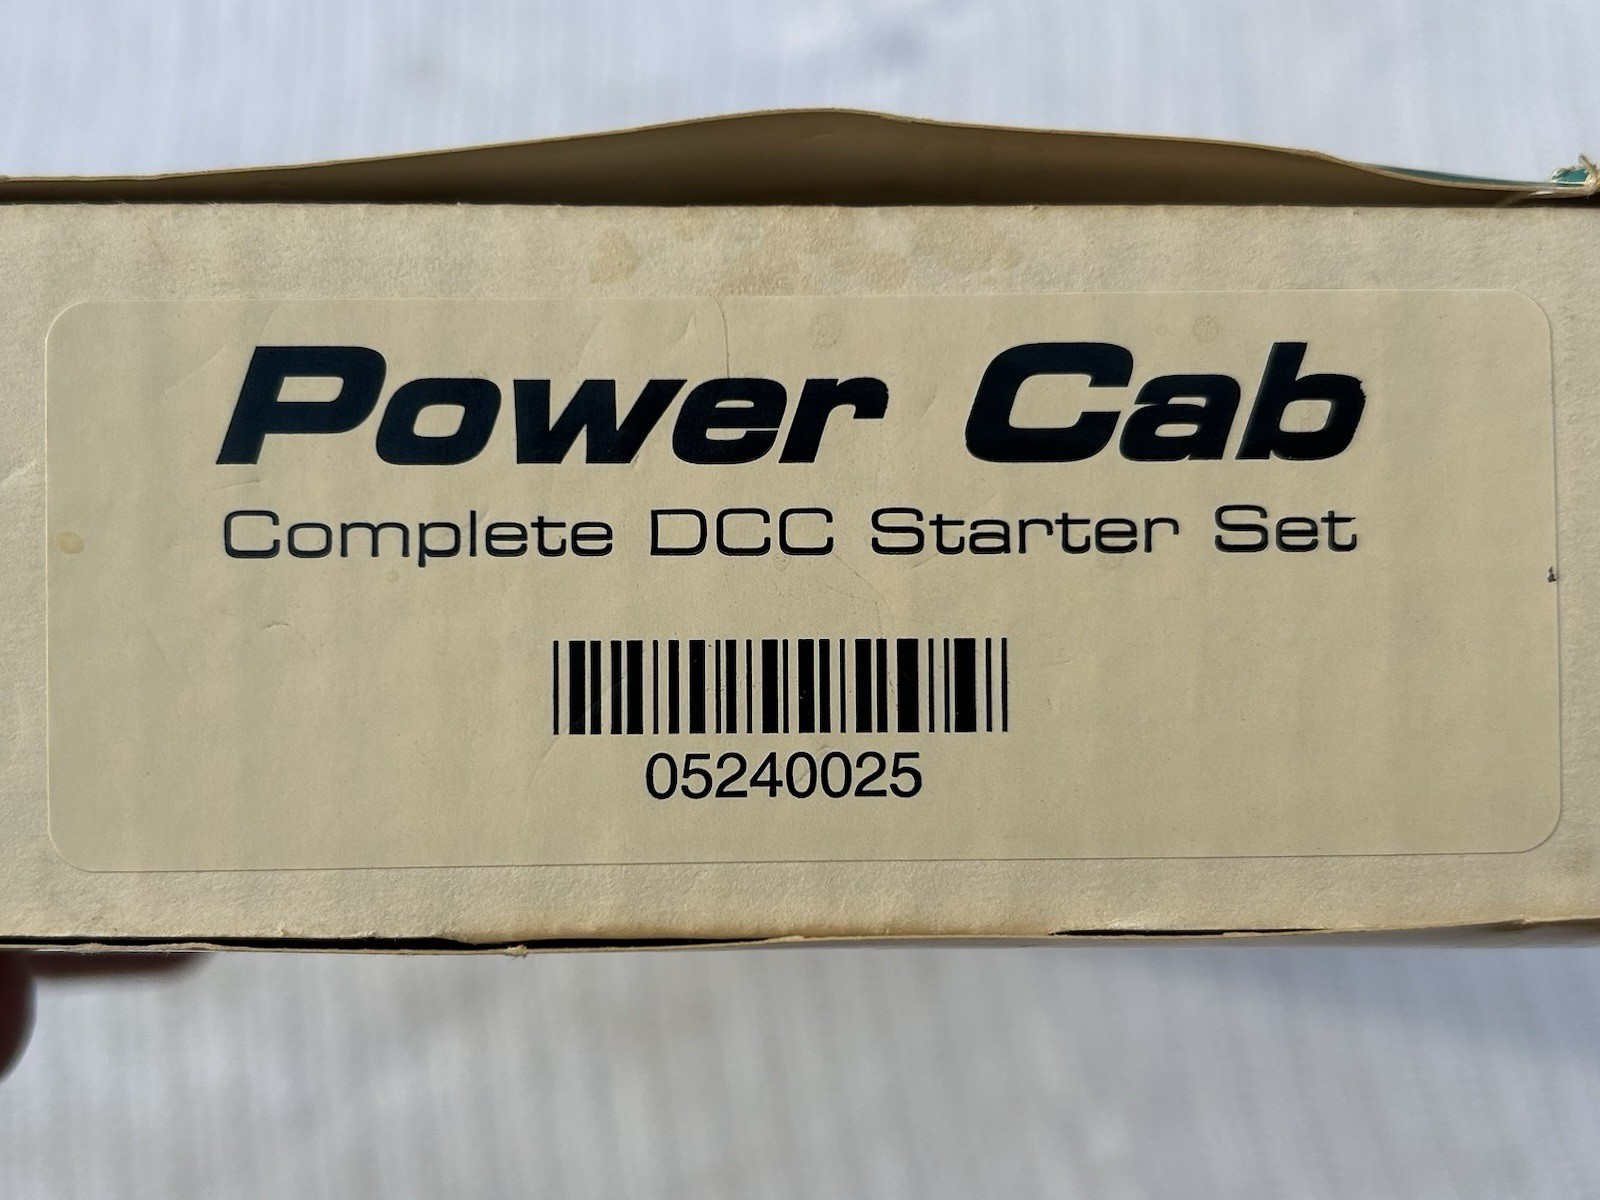 Power Cab
Complete DCC Starter Set
05240025